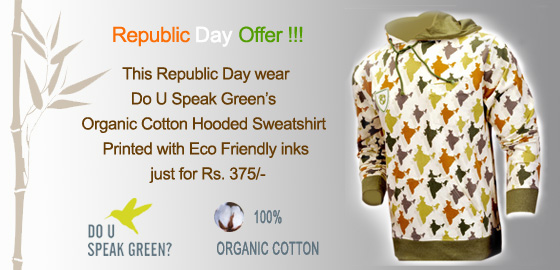 Republic Day Offer !!!
This Republic Day wear
Do U Speak Green's
Organic Cotton Hooded Sweatshirt
Printed with Eco Friendly inks
just for Rs. 375/-
DO U
SPEAK GREEN?
100%
ORGANIC COTTON